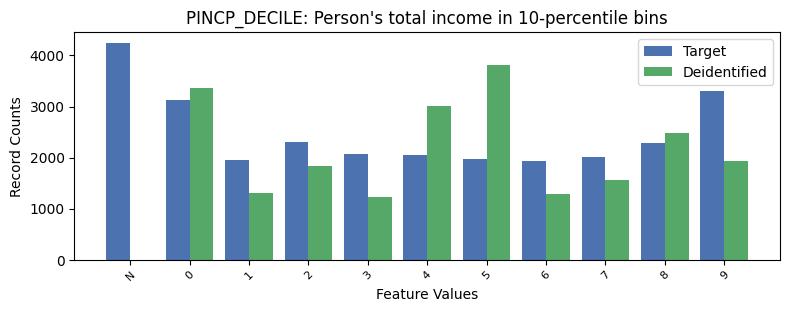 PINCP_DECILE: Person's total income in 10-percentile bins
Target
Deidentified
Record Counts
4000
3000
2000
1000
0
N 0 1 2 3 4 5 6 7 8 9
Feature Values